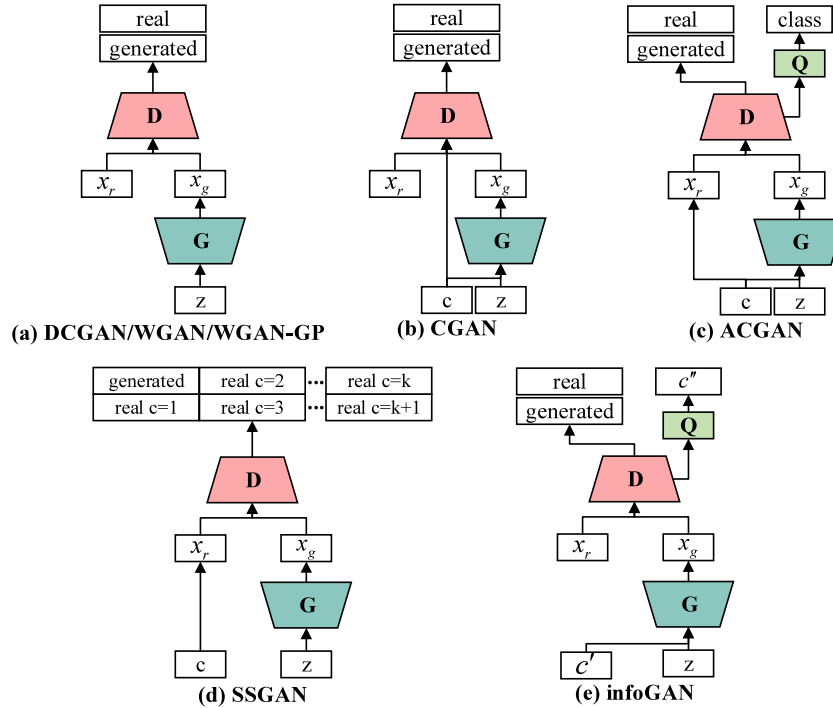 real
generated
D
x_r
x_g
G
z
(a) DCGAN/WGAN/WGAN-GP
real
generated
D
x_r
x_g
G
c
z
(b) CGAN
real
generated
class
Q
D
x_r
x_g
G
c
z
(c) ACGAN
generated real c=2 ••• real c=k
real c=1 real c=3 ••• real c=k+1
D
x_r
x_g
G
c
z
(d) SSGAN
real
generated
c″
Q
D
x_r
x_g
G
c′
z
(e) infoGAN